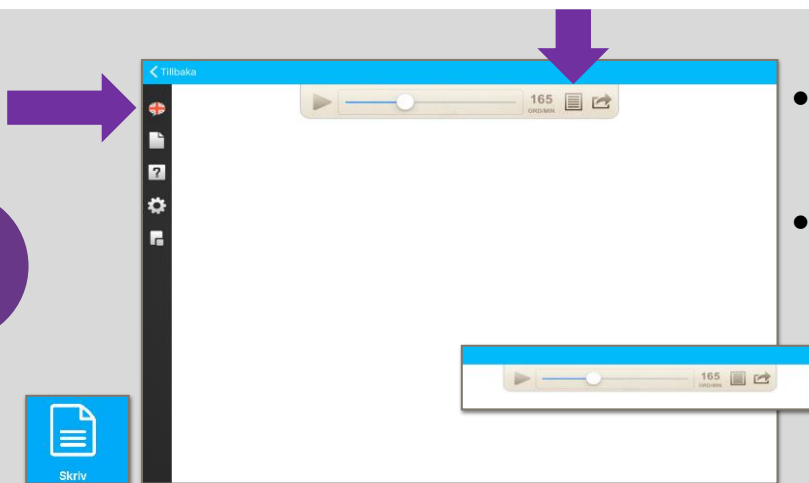 Tillbaka
165
ORD/MIN
?
165
ORD/MIN
Skriv